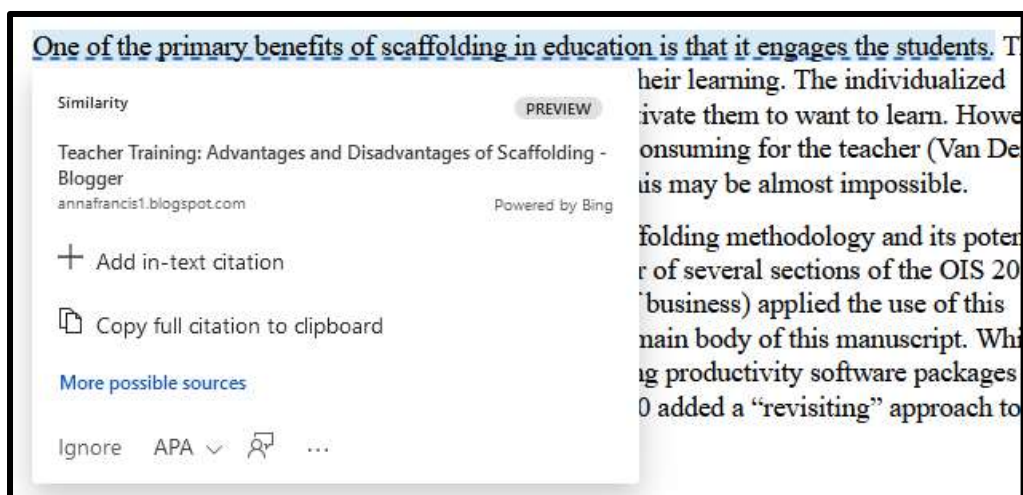 One of the primary benefits of scaffolding in education is that it engages the students.
heir learning. The individualized
ivate them to want to learn. Howe
onsuming for the teacher (Van De
is may be almost impossible.
folding methodology and its poten
r of several sections of the OIS 20
business) applied the use of this
nain body of this manuscript. Whi
ng productivity software packages
0 added a “revisiting” approach to
Similarity
PREVIEW
Teacher Training: Advantages and Disadvantages of Scaffolding -
Blogger
annafrancis1.blogspot.com
Powered by Bing
Add in-text citation
Copy full citation to clipboard
More possible sources
Ignore APA ...